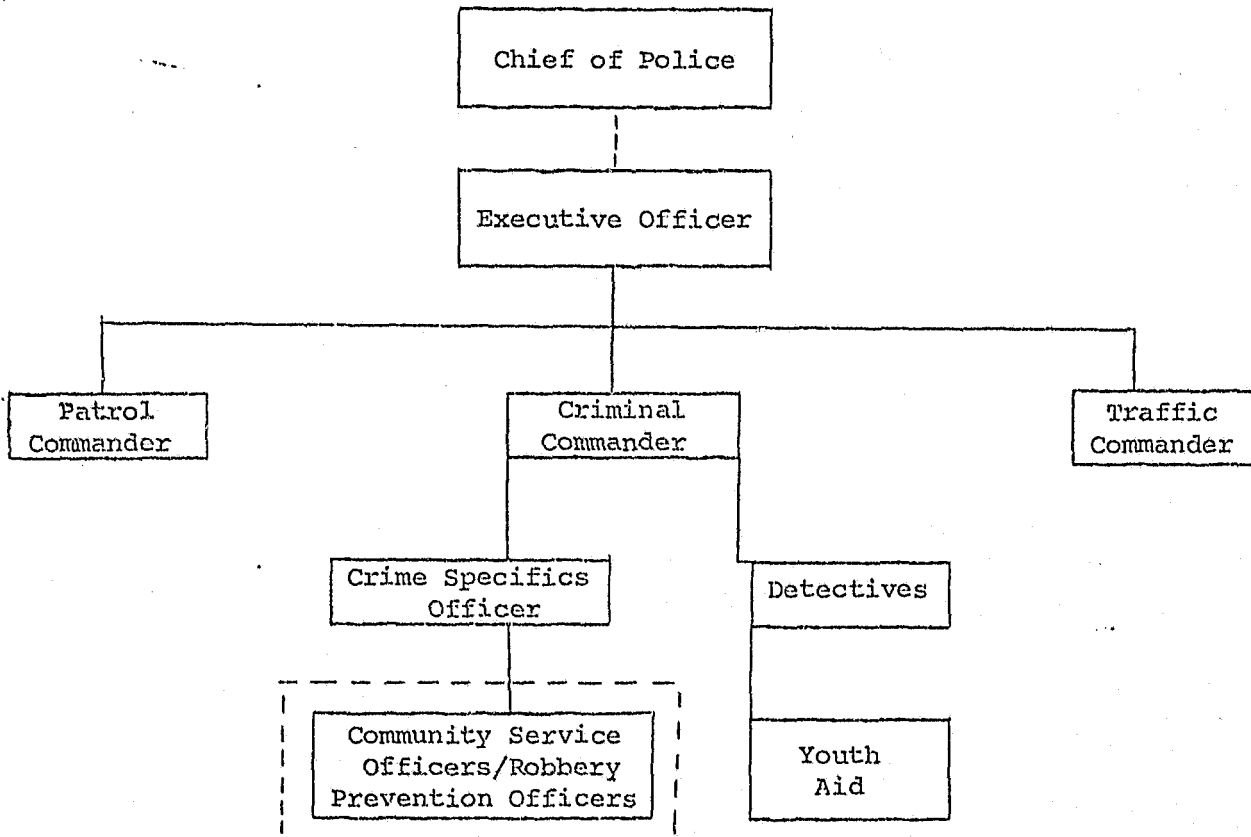 Chief of Police
Executive Officer
Patrol
Commander
Criminal
Commander
Traffic
Commander
Crime Specifics
Officer
Detectives
Community Service
Officers/Robbery
Prevention Officers
Youth
Aid